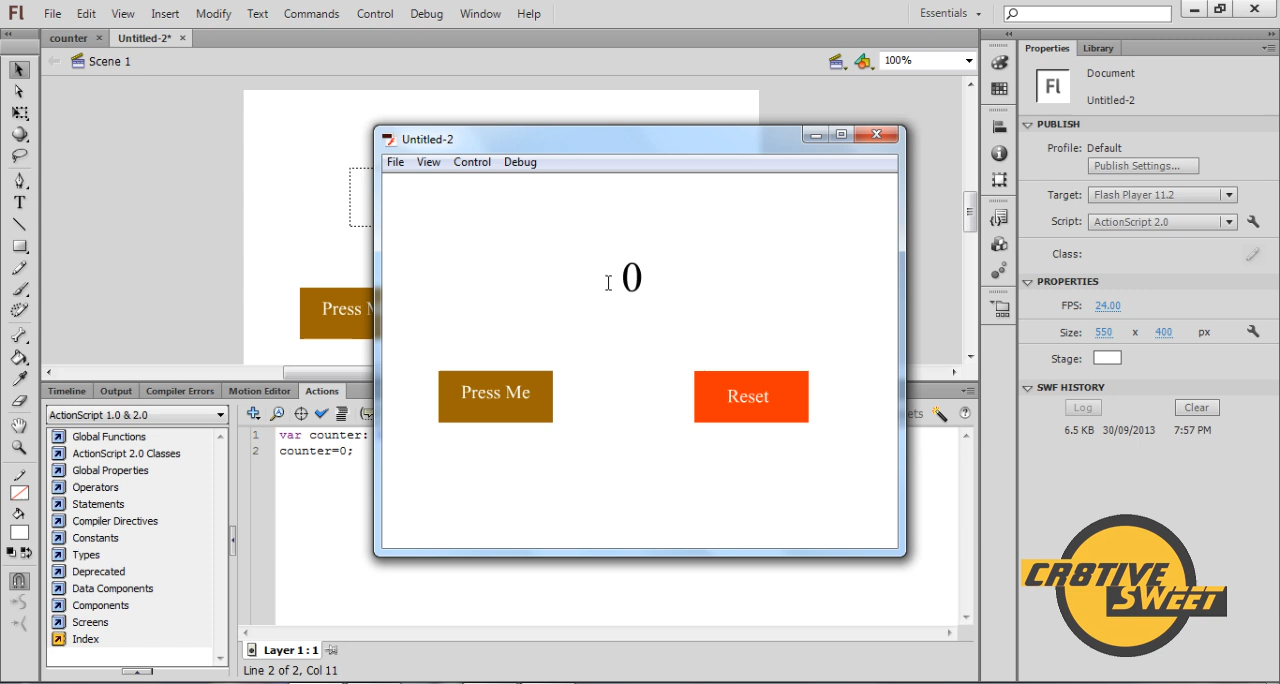 Fl File Edit View Insert Modify Text Commands Control Debug Window Help Essentials
counter × Untitled-2* ×
Scene 1 100%
Untitled-2
File View Control Debug
0
Press Me Reset
Press
Timeline Output Compiler Errors Motion Editor Actions
ActionScript 1.0 & 2.0
Global Functions
ActionScript 2.0 Classes
Global Properties
Operators
Statements
Compiler Directives
Constants
Types
Deprecated
Data Components
Components
Screens
Index
1 var counter:
2 counter=0;
Layer 1 : 1
Line 2 of 2, Col 11
Properties Library
Fl Document
Untitled-2
PUBLISH
Profile: Default
Publish Settings...
Target: Flash Player 11.2
Script: ActionScript 2.0
Class:
PROPERTIES
FPS: 24.00
Size: 550 x 400 px
Stage:
SWF HISTORY
Log Clear
6.5 KB 30/09/2013 7:57 PM
CR8TIVE
SWEET